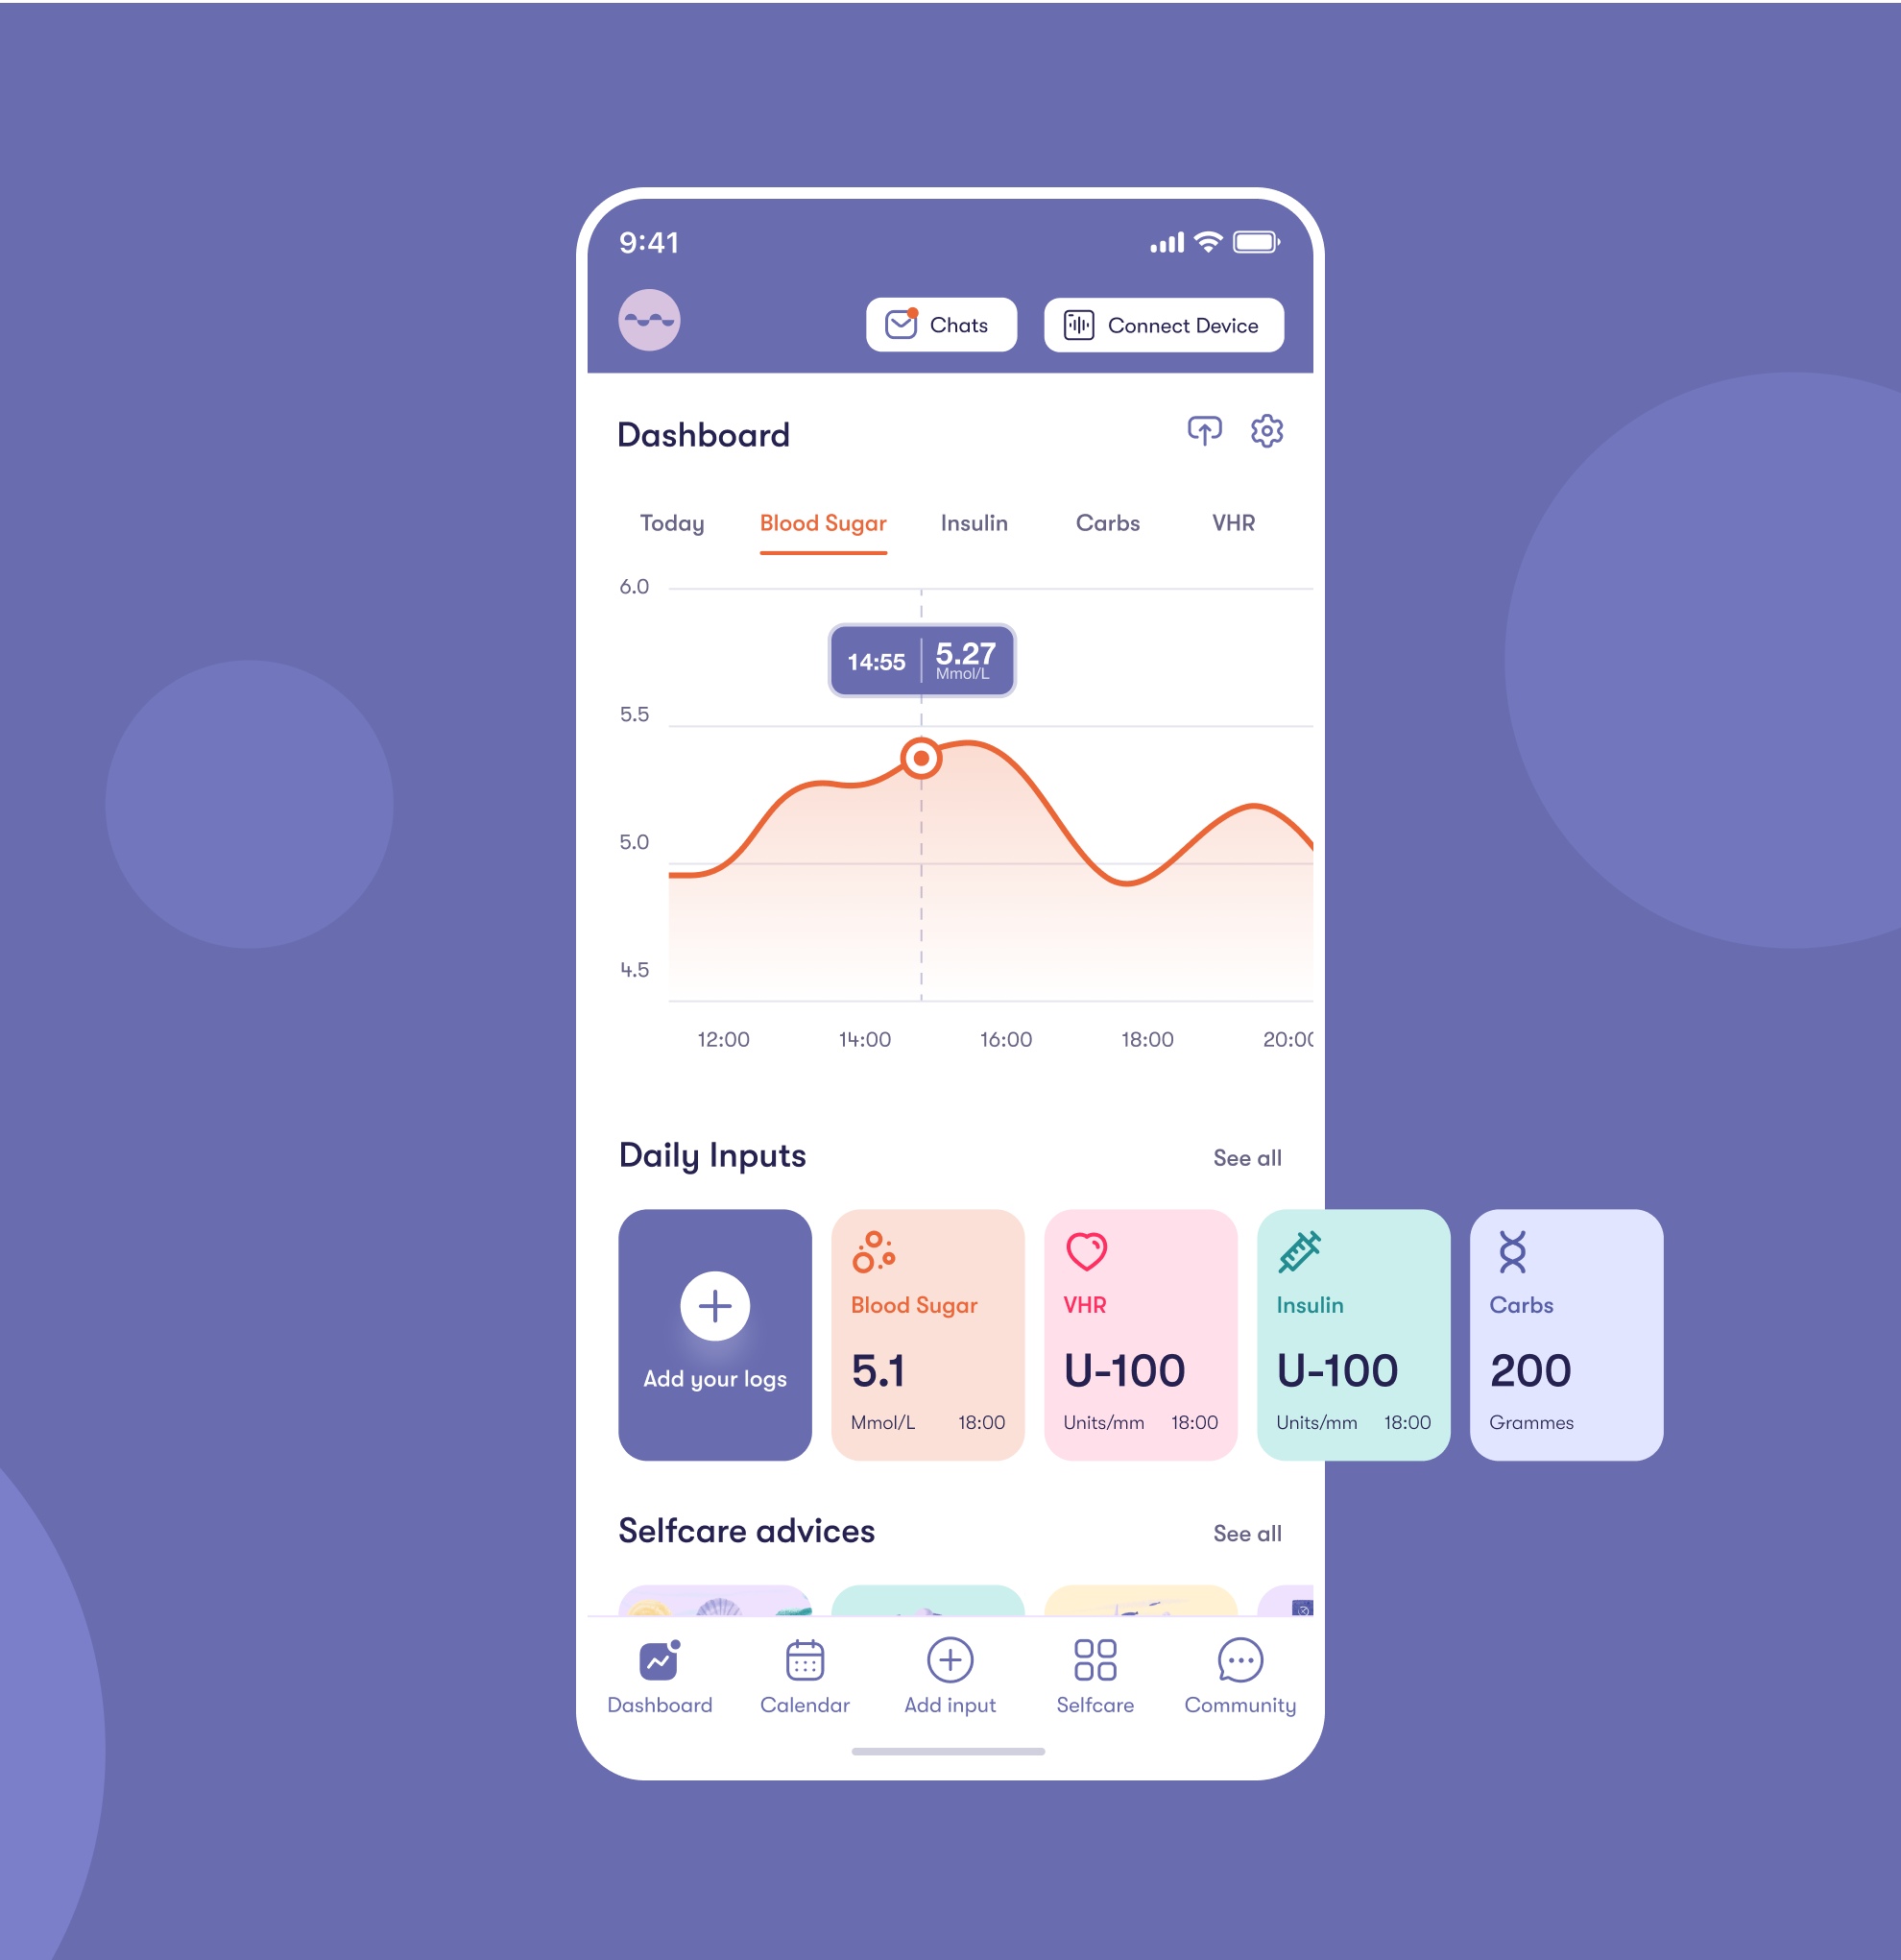 9:41
Chats
Connect Device
Dashboard
Today Blood Sugar Insulin Carbs VHR
6.0
14:55 5.27
Mmol/L
5.5
5.0
4.5
12:00 14:00 16:00 18:00 20:00
Daily Inputs See all
Add your logs
Blood Sugar
5.1
Mmol/L 18:00
VHR
U-100
Units/mm 18:00
Insulin
U-100
Units/mm 18:00
Carbs
200
Grammes
Selfcare advices See all
Dashboard Calendar Add input Selfcare Community